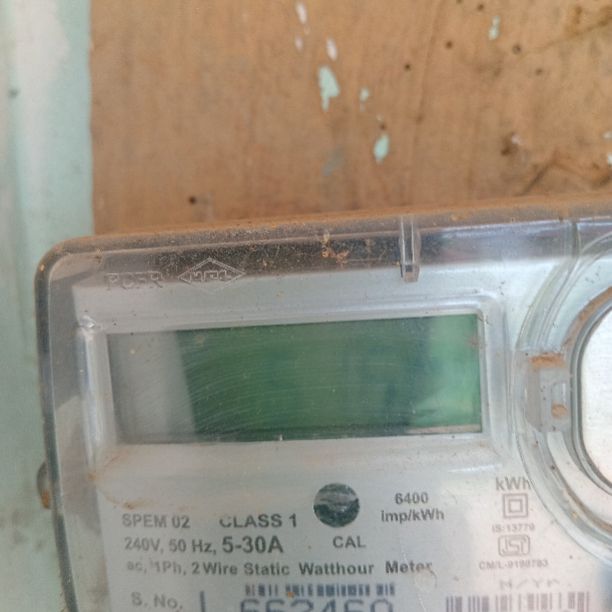 SPEM 02 CLASS 1
6400
imp/kWh
kWh
240V, 50 Hz, 5-30A CAL
IS:13779
ac, 1Ph, 2 Wire Static Watthour Meter
S. No.